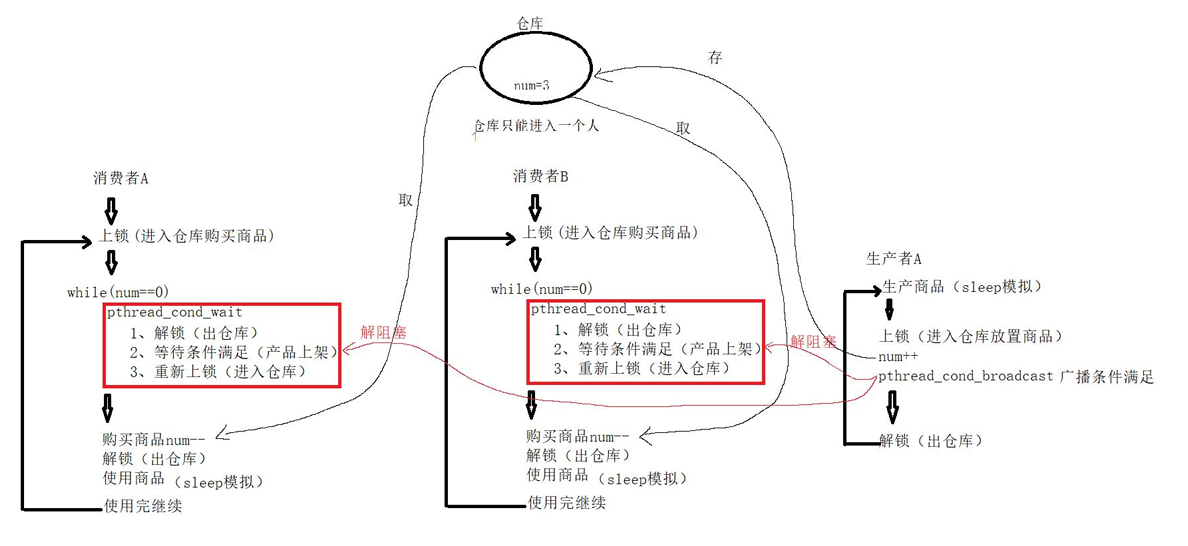 仓库
num=3
仓库只能进入一个人
存
取
取
消费者A
上锁(进入仓库购买商品)
while(num==0)
pthread_cond_wait
1、解锁（出仓库）
2、等待条件满足（产品上架）
3、重新上锁（进入仓库）
解阻塞
购买商品num--
解锁（出仓库）
使用商品（sleep模拟）
使用完继续
消费者B
上锁(进入仓库购买商品)
while(num==0)
pthread_cond_wait
1、解锁（出仓库）
2、等待条件满足（产品上架）
3、重新上锁（进入仓库）
解阻塞
购买商品num--
解锁（出仓库）
使用商品（sleep模拟）
使用完继续
生产者A
生产商品（sleep模拟）
上锁（进入仓库放置商品）
num++
pthread_cond_broadcast 广播条件满足
解锁（出仓库）